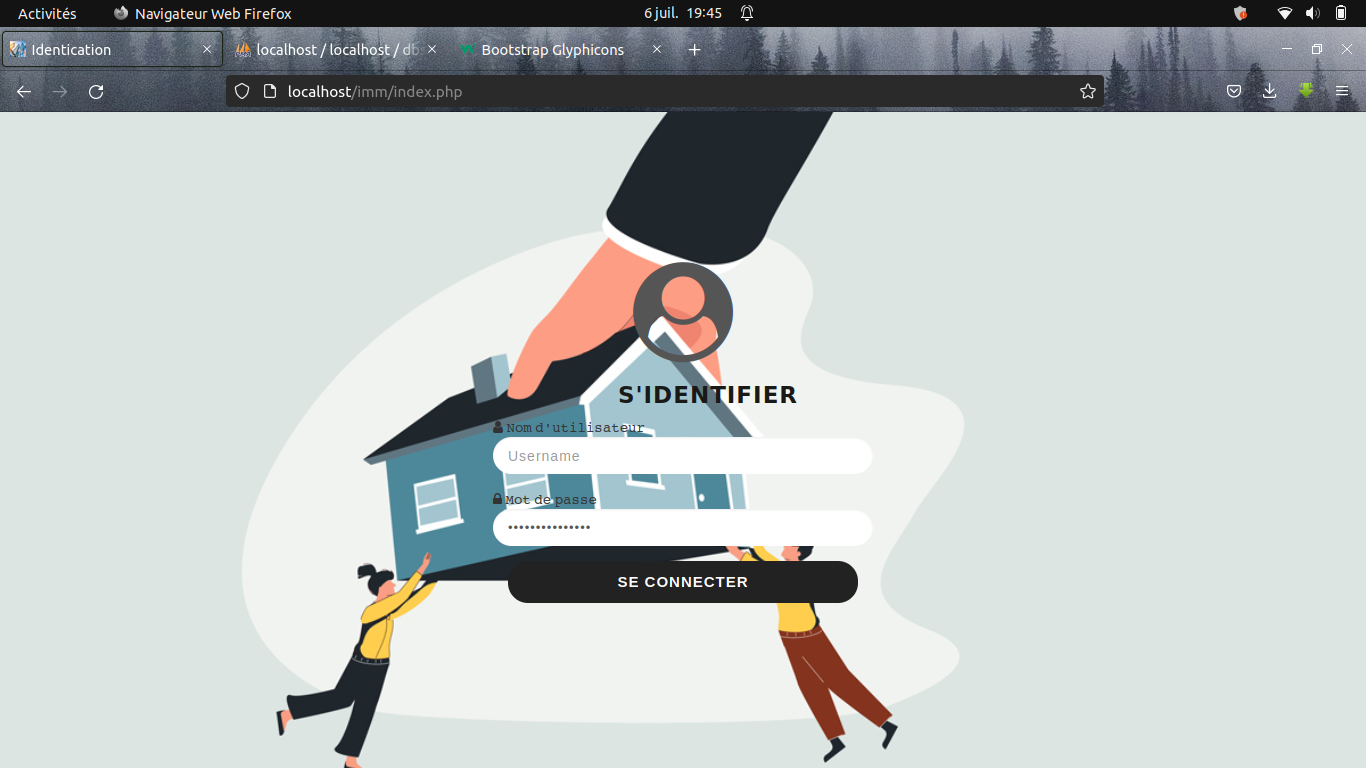 Activités Navigateur Web Firefox 6 juil. 19:45
Identication localhost / localhost / db Bootstrap Glyphicons
localhost/imm/index.php
S'IDENTIFIER
Nom d'utilisateur
Username
Mot de passe
•••••••••••••••
SE CONNECTER